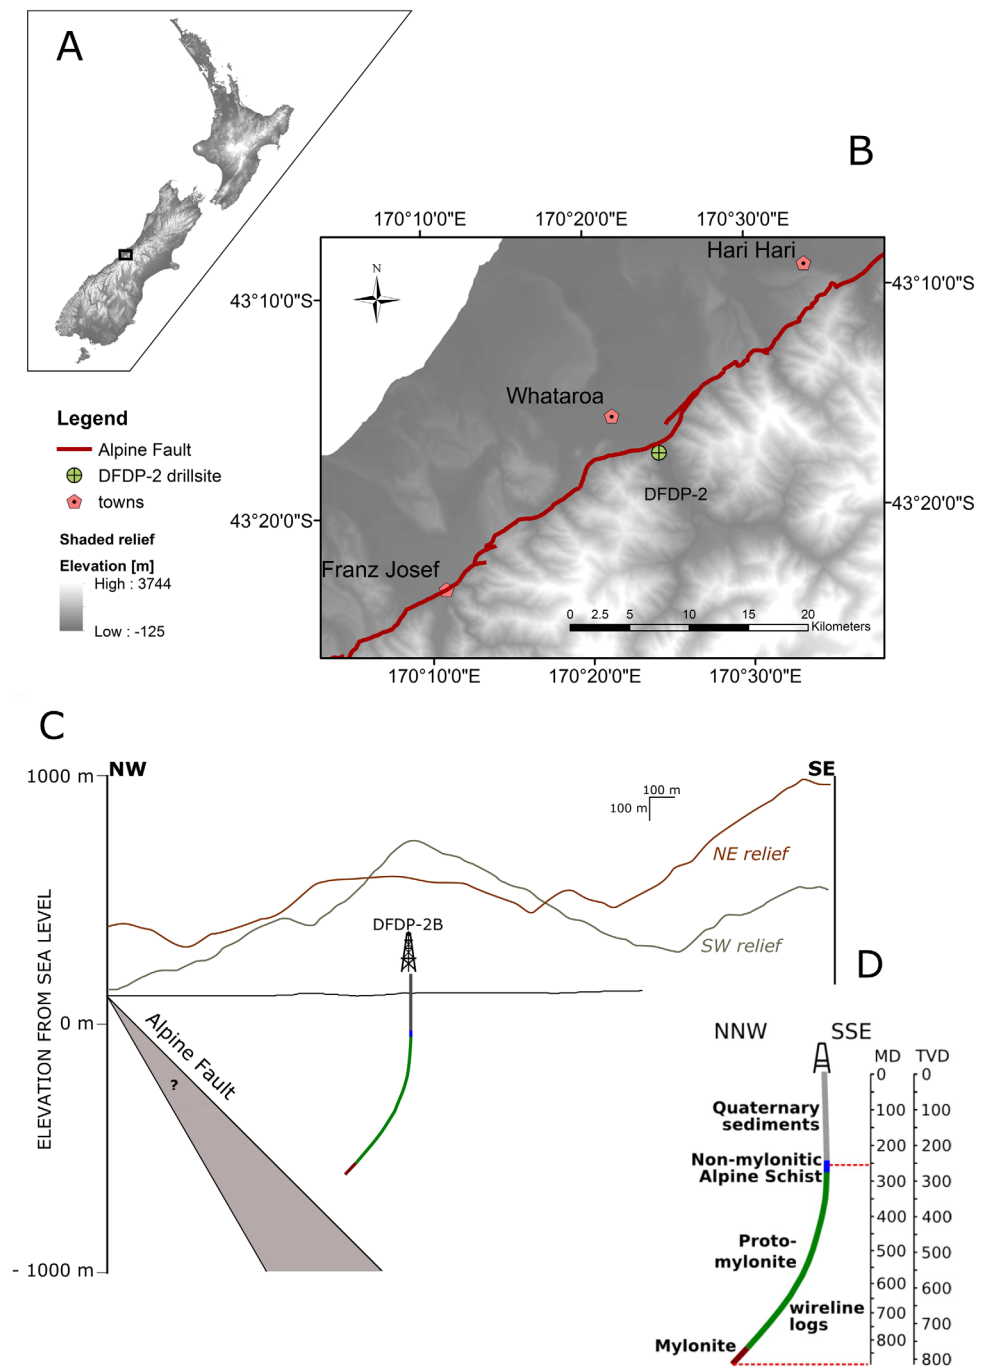 A
B
170°10'0"E
170°20'0"E
170°30'0"E
Hari Hari
N
43°10'0"S
43°10'0"S
Whataroa
Legend
Alpine Fault
DFDP-2 drillsite
towns
DFDP-2
43°20'0"S
43°20'0"S
Shaded relief
Elevation [m]
High : 3744
Low : -125
Franz Josef
0 2.5 5 10 15 20
Kilometers
170°10'0"E
170°20'0"E
170°30'0"E
C
NW
SE
1000 m
100 m
100 m
NE relief
SW relief
DFDP-2B
ELEVATION FROM SEA LEVEL
0 m
Alpine Fault
?
- 1000 m
D
NNW
SSE
MD
TVD
0
0
Quaternary
sediments
100
100
200
200
Non-mylonitic
Alpine Schist
300
300
400
400
Proto-
mylonite
500
500
600
600
wireline
logs
700
700
Mylonite
800
800